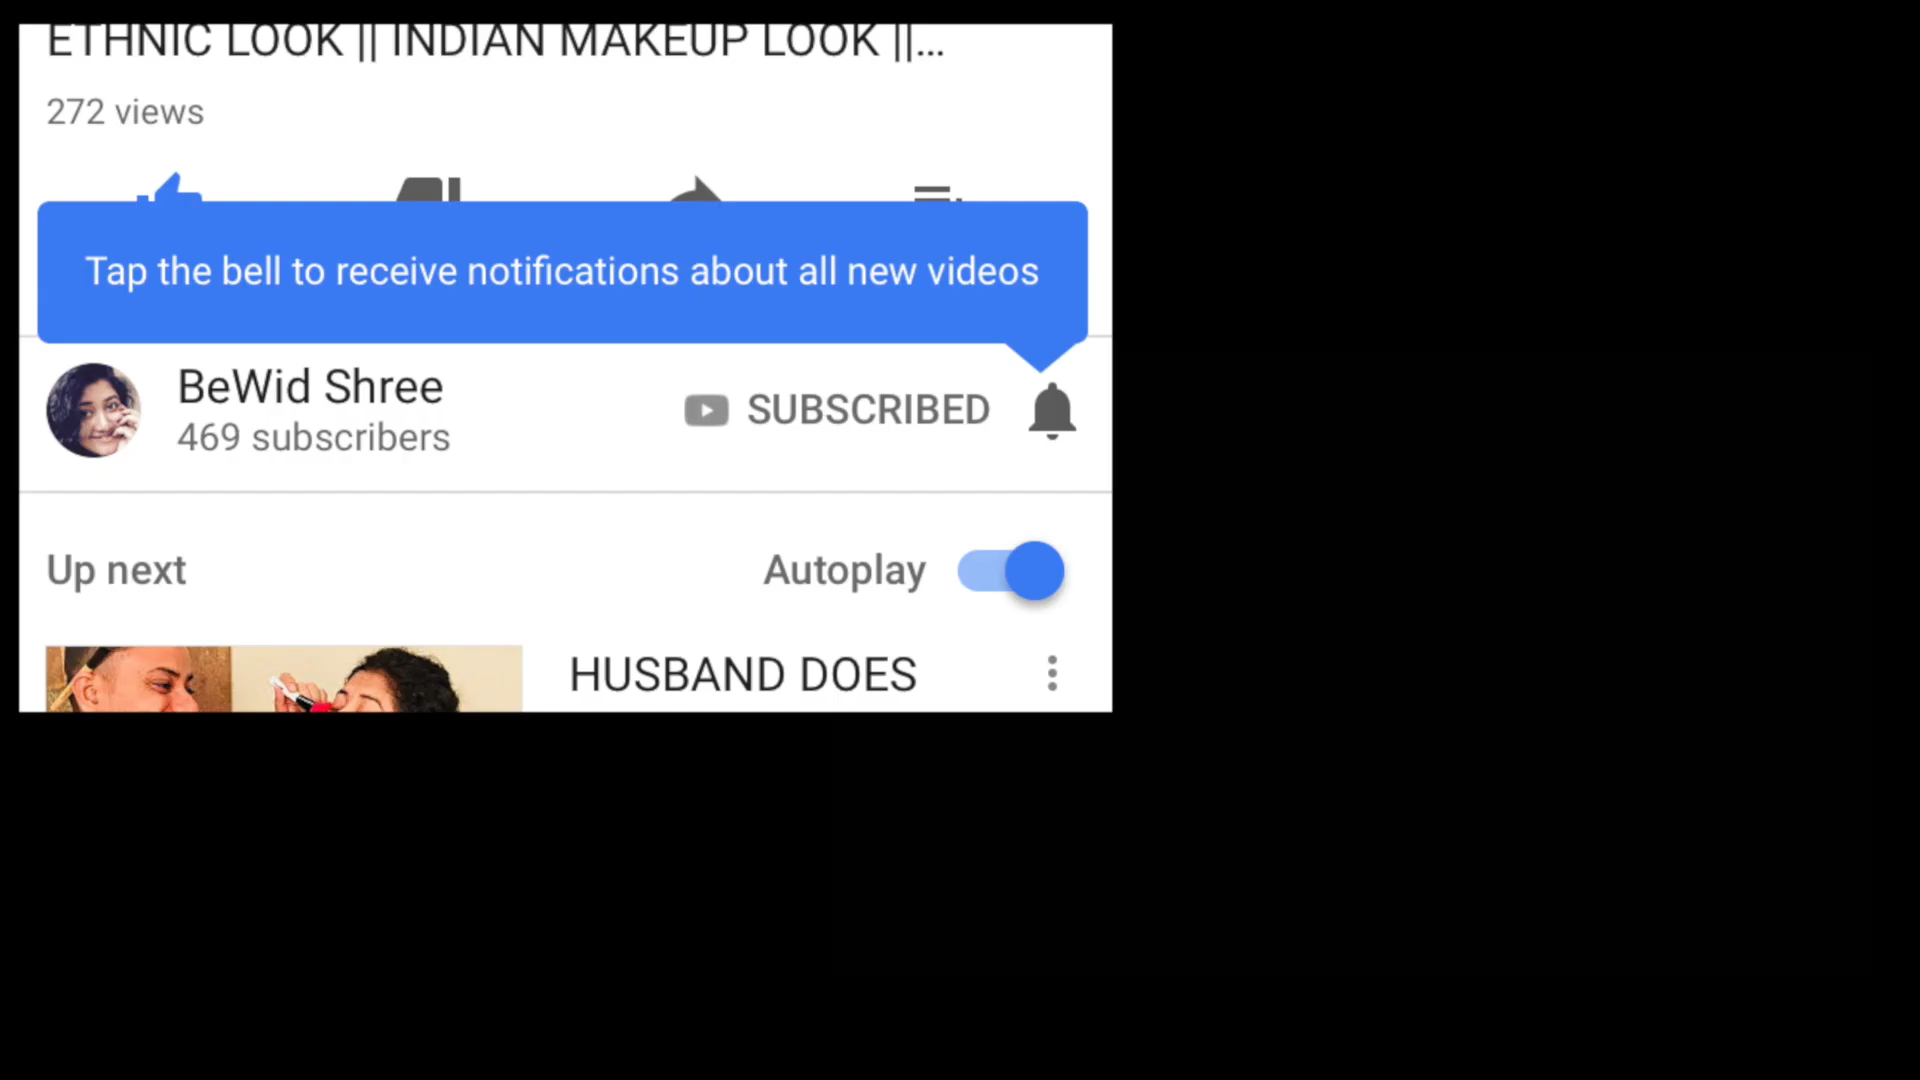 ETHNIC LOOK || INDIAN MAKEUP LOOK ||...
272 views
Tap the bell to receive notifications about all new videos
BeWid Shree
SUBSCRIBED
469 subscribers
Up next
Autoplay
HUSBAND DOES